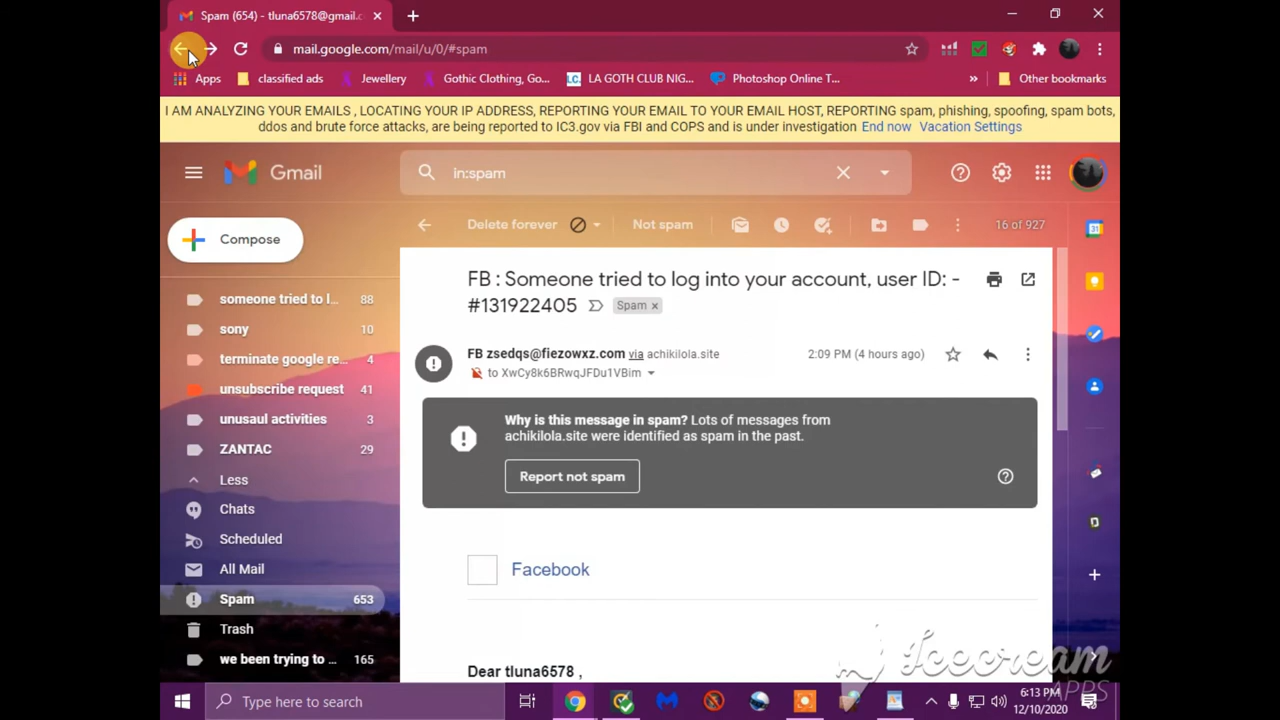 Spam (654) - tluna6578@gmail.c
mail.google.com/mail/u/0/#spam
Apps classified ads Jewellery Gothic Clothing, Go... LA GOTH CLUB NIG... Photoshop Online T... » Other bookmarks
I AM ANALYZING YOUR EMAILS , LOCATING YOUR IP ADDRESS, REPORTING YOUR EMAIL TO YOUR EMAIL HOST, REPORTING spam, phishing, spoofing, spam bots,
ddos and brute force attacks, are being reported to IC3.gov via FBI and COPS and is under investigation End now Vacation Settings
Gmail
in:spam
Compose
Delete forever Not spam 16 of 927
FB : Someone tried to log into your account, user ID: -
#131922405 Spam ×
FB zsedqs@fiezowxz.com via achikilola.site 2:09 PM (4 hours ago)
to XwCy8k6BRwqJFDu1VBim
Why is this message in spam? Lots of messages from
achikilola.site were identified as spam in the past.
Report not spam
Facebook
Dear tluna6578 ,
someone tried to l... 88
sony 10
terminate google re... 4
unsubscribe request 41
unusaul activities 3
ZANTAC 29
Less
Chats
Scheduled
All Mail
Spam 653
Trash
we been trying to ... 165
Icecream
APPS
Type here to search
6:13 PM
12/10/2020